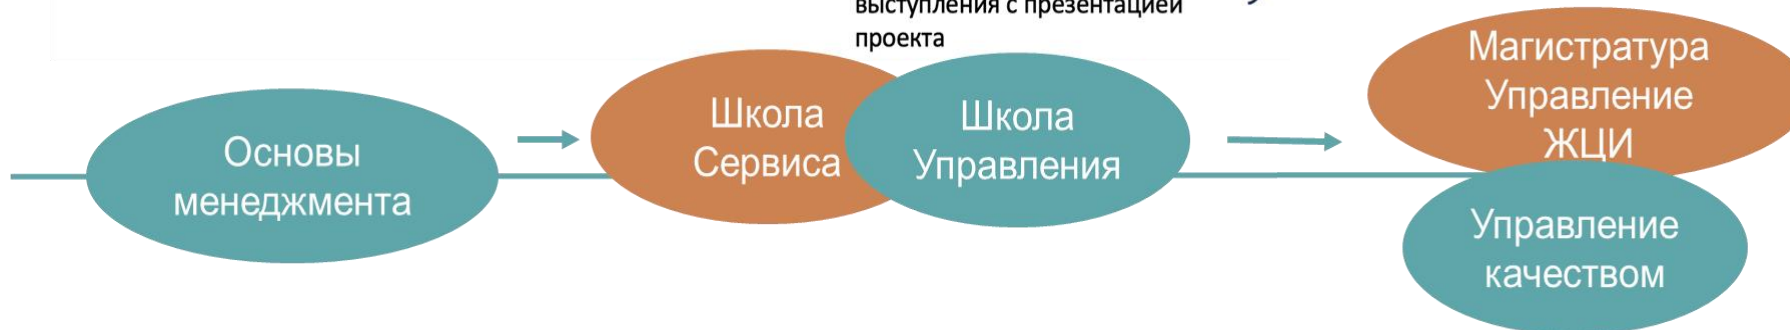 выступления с презентацией
проекта
Основы
менеджмента
Школа
Сервиса
Школа
Управления
Магистратура
Управление
ЖЦИ
Управление
качеством